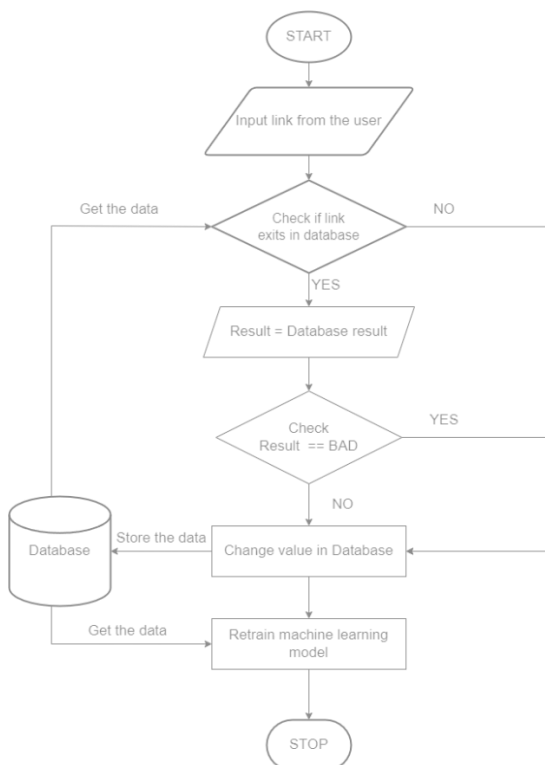 START
Input link from the user
Get the data
Check if link
exits in database
NO
YES
Result = Database result
Check
Result == BAD
YES
NO
Database
Store the data
Change value in Database
Get the data
Retrain machine learning
model
STOP